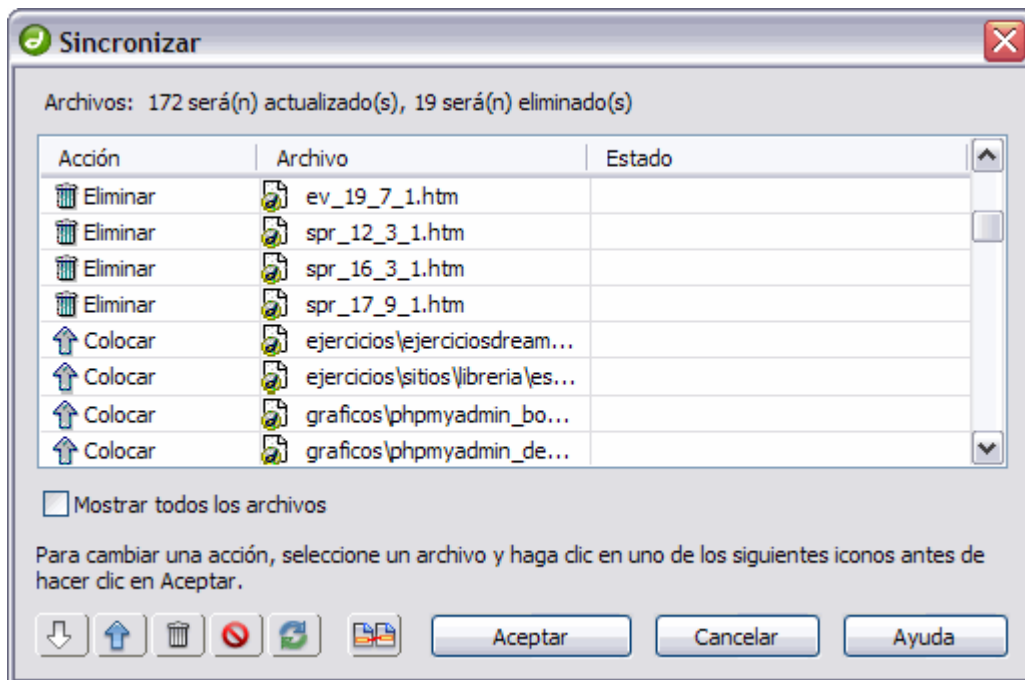 Sincronizar
Archivos: 172 será(n) actualizado(s), 19 será(n) eliminado(s)
Acción Archivo Estado
Eliminar ev_19_7_1.htm
Eliminar spr_12_3_1.htm
Eliminar spr_16_3_1.htm
Eliminar spr_17_9_1.htm
Colocar ejercicios\ejerciciosdream...
Colocar ejercicios\sitios\libreria\es...
Colocar graficos\phpmyadmin_bo...
Colocar graficos\phpmyadmin_de...
Mostrar todos los archivos
Para cambiar una acción, seleccione un archivo y haga clic en uno de los siguientes iconos antes de
hacer clic en Aceptar.
Aceptar Cancelar Ayuda